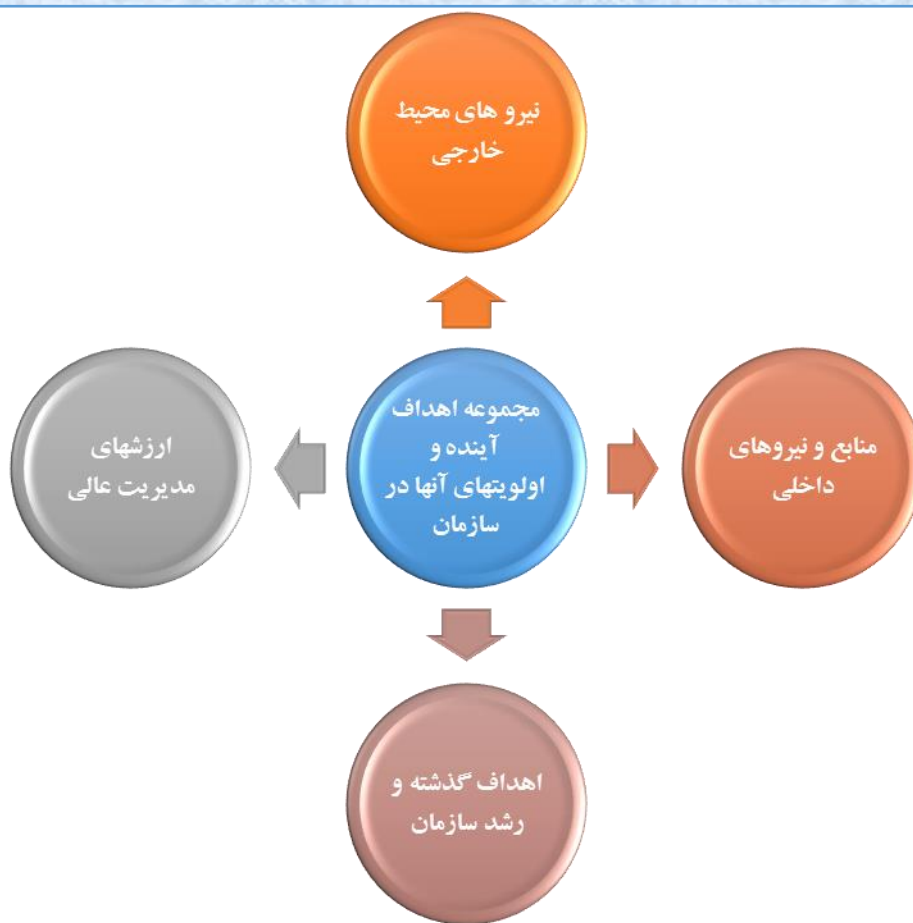 نیرو های محیط
خارجی
منابع و نیروهای
داخلی
مجموعه اهداف
آینده و
اولویتهای آنها در
سازمان
ارزشهای
مدیریت عالی
اهداف گذشته و
رشد سازمان